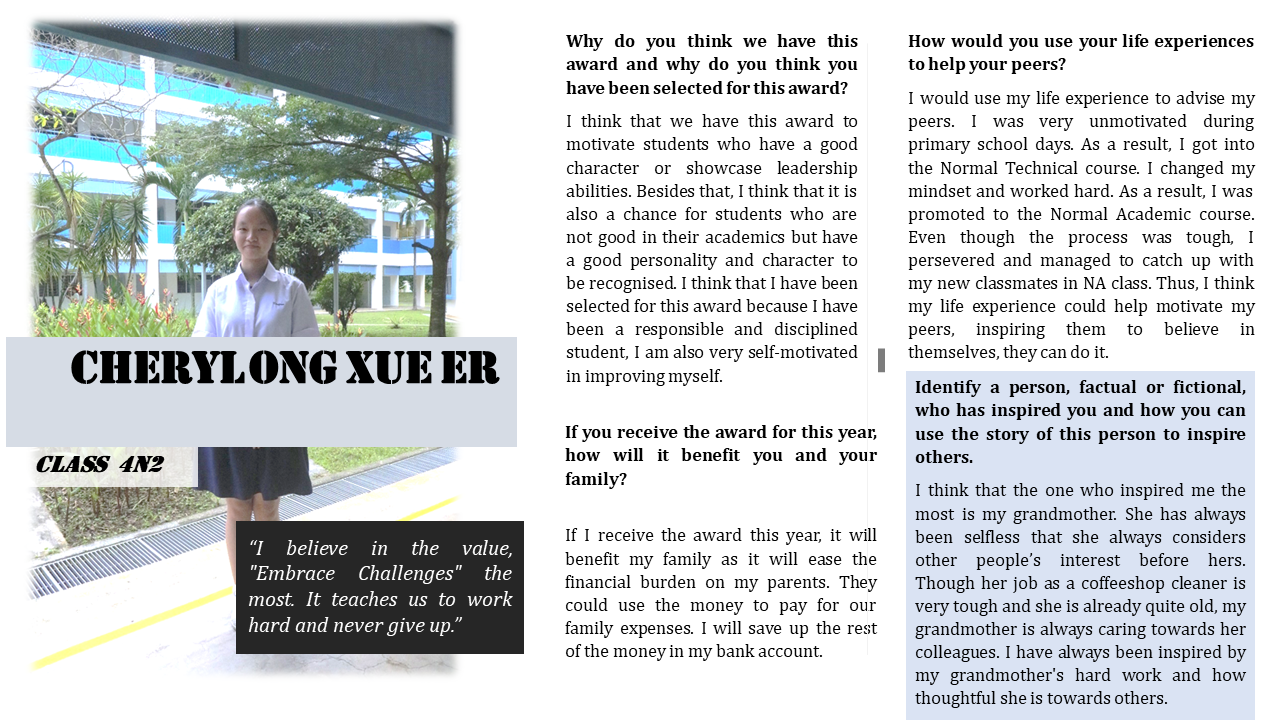 CHERYL ONG XUE ER
CLASS 4N2
“I believe in the value,
"Embrace Challenges" the
most. It teaches us to work
hard and never give up.”
Why do you think we have this
award and why do you think you
have been selected for this award?
I think that we have this award to
motivate students who have a good
character or showcase leadership
abilities. Besides that, I think that it is
also a chance for students who are
not good in their academics but have
a good personality and character to
be recognised. I think that I have been
selected for this award because I have
been a responsible and disciplined
student, I am also very self-motivated
in improving myself.
If you receive the award for this year,
how will it benefit you and your
family?
If I receive the award this year, it will
benefit my family as it will ease the
financial burden on my parents. They
could use the money to pay for our
family expenses. I will save up the rest
of the money in my bank account.
How would you use your life experiences
to help your peers?
I would use my life experience to advise my
peers. I was very unmotivated during
primary school days. As a result, I got into
the Normal Technical course. I changed my
mindset and worked hard. As a result, I was
promoted to the Normal Academic course.
Even though the process was tough, I
persevered and managed to catch up with
my new classmates in NA class. Thus, I think
my life experience could help motivate my
peers, inspiring them to believe in
themselves, they can do it.
Identify a person, factual or fictional,
who has inspired you and how you can
use the story of this person to inspire
others.
I think that the one who inspired me the
most is my grandmother. She has always
been selfless that she always considers
other people’s interest before hers.
Though her job as a coffeeshop cleaner is
very tough and she is already quite old, my
grandmother is always caring towards her
colleagues. I have always been inspired by
my grandmother's hard work and how
thoughtful she is towards others.